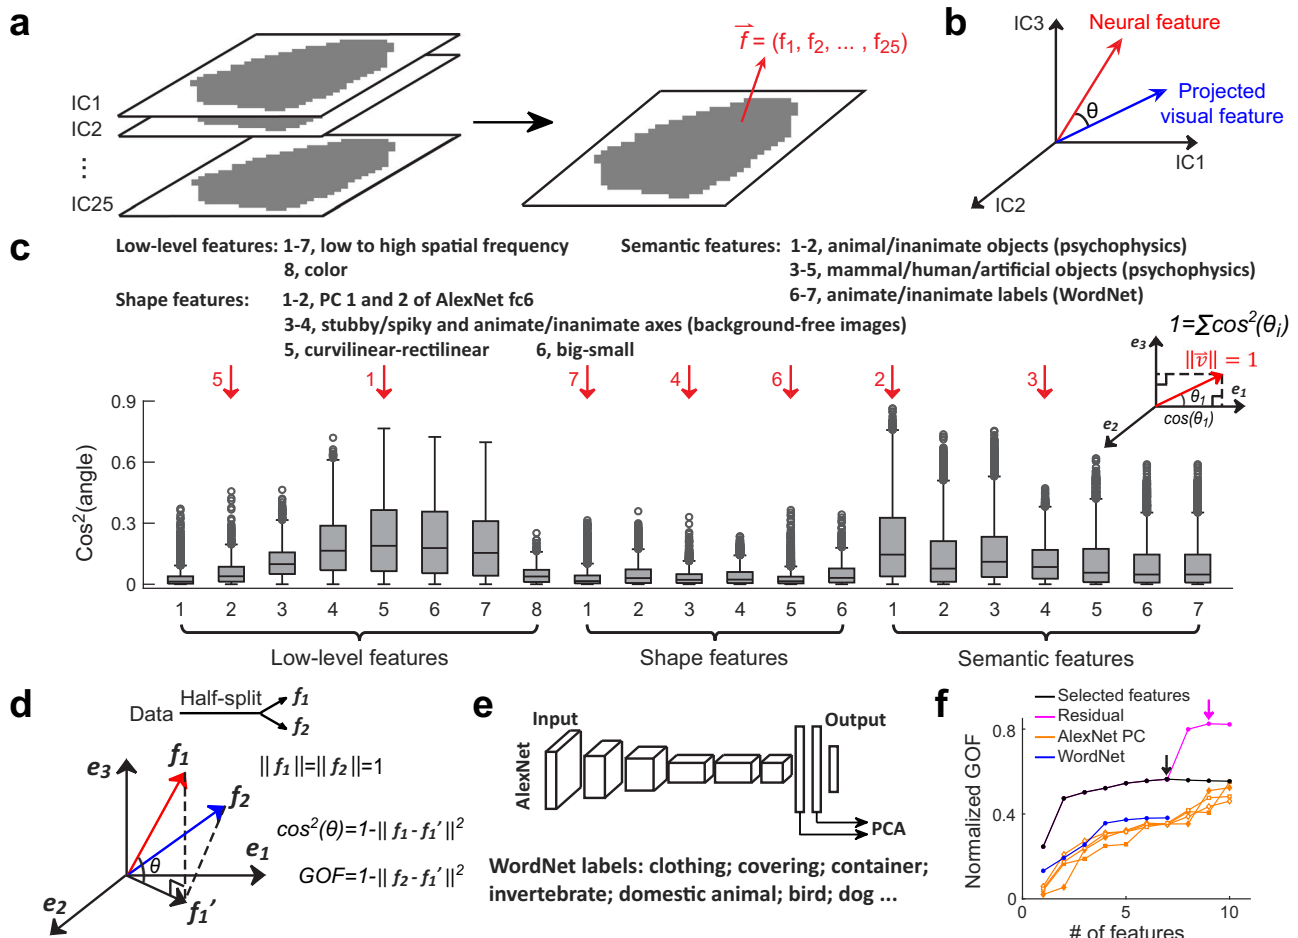 a
IC1
IC2
⋮
IC25
f = (f1, f2, ... , f25)
b
IC3
Neural feature
θ
Projected
visual feature
IC1
IC2
c
Low-level features: 1-7, low to high spatial frequency
8, color
Shape features: 1-2, PC 1 and 2 of AlexNet fc6
3-4, stubby/spiky and animate/inanimate axes (background-free images)
5, curvilinear-rectilinear 6, big-small
Semantic features: 1-2, animal/inanimate objects (psychophysics)
3-5, mammal/human/artificial objects (psychophysics)
6-7, animate/inanimate labels (WordNet)
1=∑cos²(θi)
e3
||v|| = 1
θ1
e1
e2
cos(θ1)
5 1 7 4 6 2 3
Cos²(angle)
0.9
0.6
0.3
0
1 2 3 4 5 6 7 8 1 2 3 4 5 6 1 2 3 4 5 6 7
Low-level features Shape features Semantic features
d
Half-split
Data
f1
f2
|| f1 ||=|| f2 ||=1
e3
f1
f2
cos²(θ)=1-|| f1 - f1′ ||²
θ
e1
GOF=1-|| f2 - f1′ ||²
e2
f1′
e
Input Output
AlexNet
PCA
WordNet labels: clothing; covering; container;
invertebrate; domestic animal; bird; dog ...
f
Selected features
Residual
AlexNet PC
WordNet
Normalized GOF
0.8
0.4
0
0 5 10
# of features